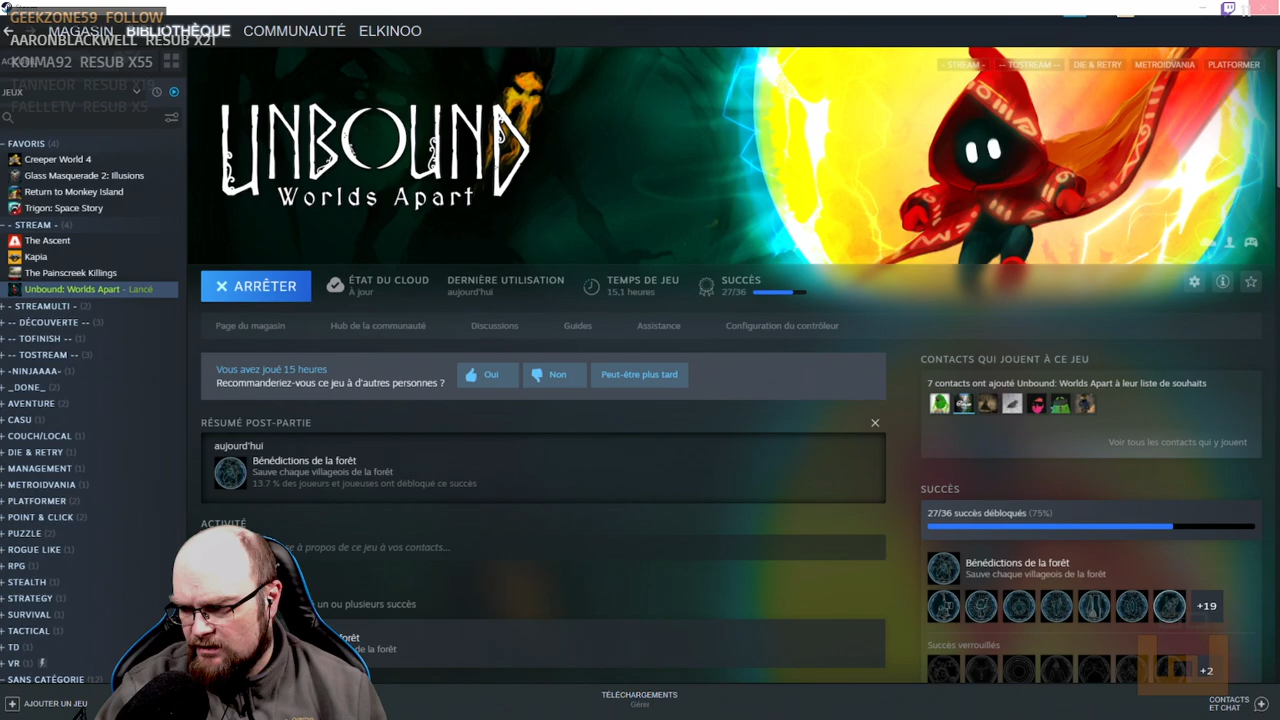 GEEKZONE59 FOLLOW
AARONBLACKWELL RESUB X21
RESUB X55
TANNEOR RESUB X19
FAELLETV RESUB X5
MAGASIN
BIBLIOTHÈQUE
COMMUNAUTÉ
ELKINOO
JEUX
FAVORIS (4)
Creeper World 4
Glass Masquerade 2: Illusions
Return to Monkey Island
Trigon: Space Story
- STREAM - (4)
The Ascent
Kapia
The Painscreek Killings
Unbound: Worlds Apart - Lancé
- STREAMULTI - (2)
-- DÉCOUVERTE -- (3)
-- TOFINISH -- (1)
-- TOSTREAM -- (3)
-NINJAAAA- (1)
_DONE_ (2)
AVENTURE (2)
CASU (1)
COUCH/LOCAL (1)
DIE & RETRY (1)
MANAGEMENT (1)
METROIDVANIA (1)
PLATFORMER (2)
POINT & CLICK (2)
PUZZLE (2)
ROGUE LIKE (1)
RPG (1)
STEALTH (1)
STRATEGY (1)
SURVIVAL (1)
TACTICAL (1)
TD (1)
VR (1)
SANS CATÉGORIE (12)
AJOUTER UN JEU
- STREAM -
-- TOSTREAM --
DIE & RETRY
METROIDVANIA
PLATFORMER
UNBOUND
Worlds Apart
ARRÊTER
ÉTAT DU CLOUD
À jour
DERNIÈRE UTILISATION
aujourd'hui
TEMPS DE JEU
15,1 heures
SUCCÈS
27/36
Page du magasin
Hub de la communauté
Discussions
Guides
Assistance
Configuration du contrôleur
Vous avez joué 15 heures
Recommanderiez-vous ce jeu à d'autres personnes ?
Oui
Non
Peut-être plus tard
RÉSUMÉ POST-PARTIE
aujourd'hui
Bénédictions de la forêt
Sauve chaque villageois de la forêt
13.7 % des joueurs et joueuses ont débloqué ce succès
ACTIVITÉ
à propos de ce jeu à vos contacts...
un ou plusieurs succès
de la forêt
CONTACTS QUI JOUENT À CE JEU
7 contacts ont ajouté Unbound: Worlds Apart à leur liste de souhaits
Voir tous les contacts qui y jouent
SUCCÈS
27/36 succès débloqués (75%)
Bénédictions de la forêt
Sauve chaque villageois de la forêt
+19
Succès verrouillés
+2
TÉLÉCHARGEMENTS
Gérer
CONTACTS
ET CHAT